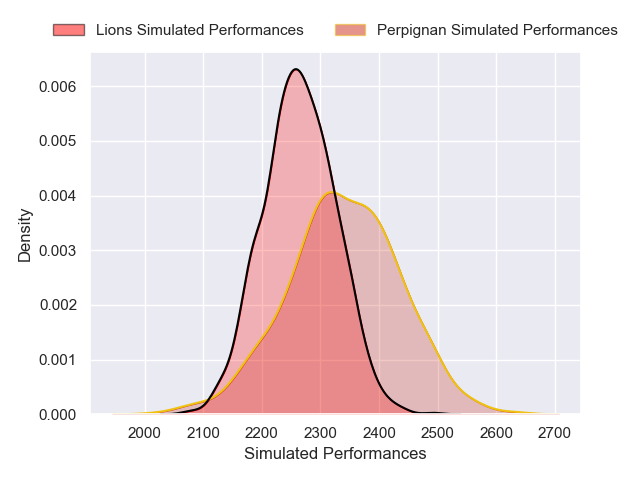 Lions Simulated Performances
Perpignan Simulated Performances
0.006
0.005
0.004
0.003
0.002
0.001
0.000
Density
2000 2100 2200 2300 2400 2500 2600 2700
Simulated Performances